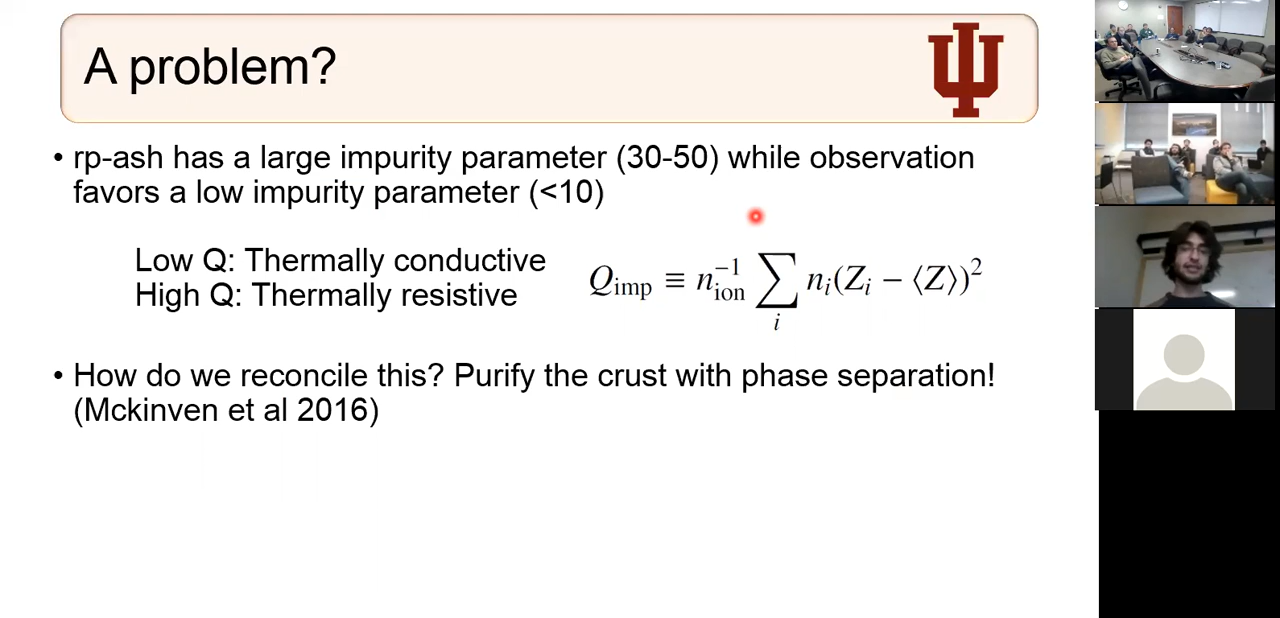 A problem?
• rp-ash has a large impurity parameter (30-50) while observation
favors a low impurity parameter (<10)
Low Q: Thermally conductive
High Q: Thermally resistive
Q_imp ≡ n_ion^−1 ∑_i n_i(Z_i − ⟨Z⟩)^2
• How do we reconcile this? Purify the crust with phase separation!
(Mckinven et al 2016)